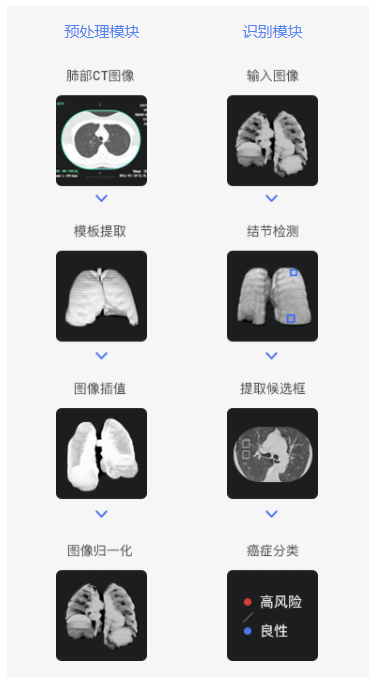 预处理模块
识别模块
肺部CT图像
输入图像
模板提取
结节检测
图像插值
提取候选框
图像归一化
癌症分类
高风险
良性